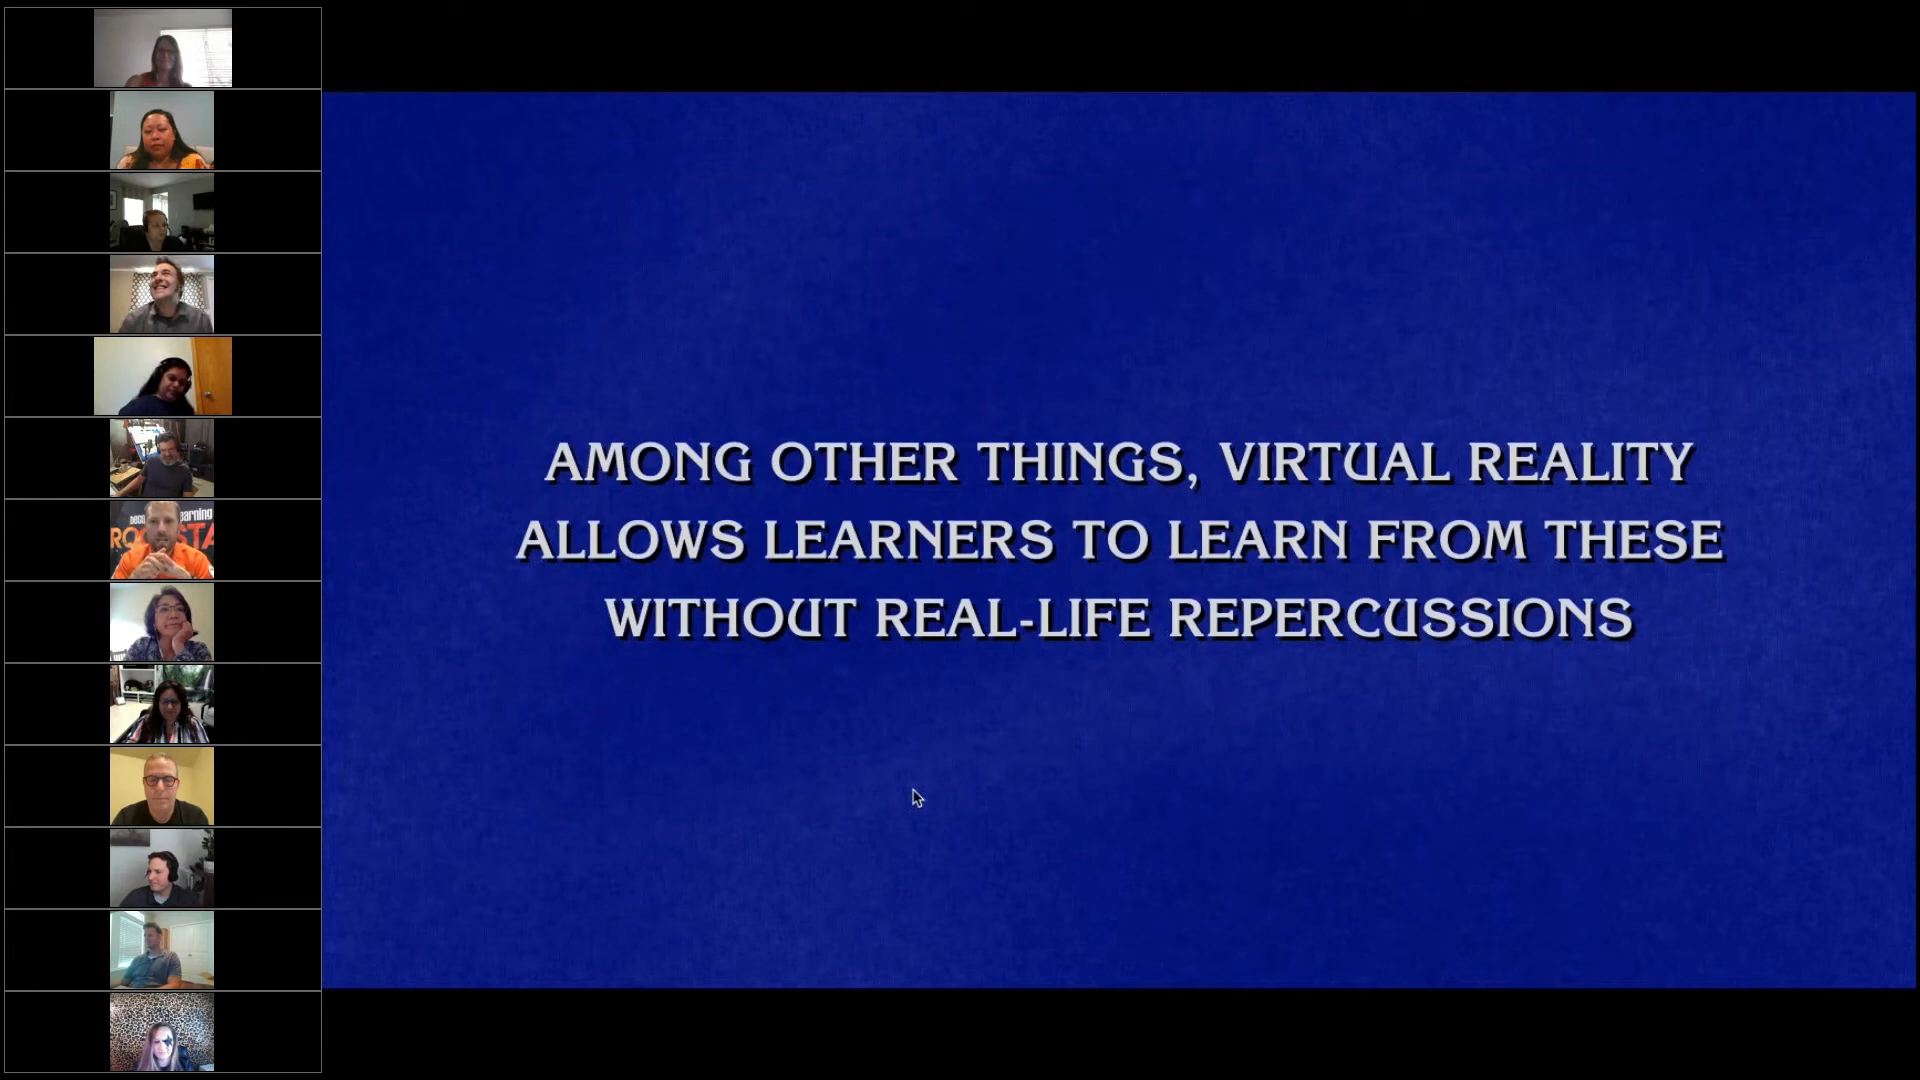 AMONG OTHER THINGS, VIRTUAL REALITY
ALLOWS LEARNERS TO LEARN FROM THESE
WITHOUT REAL-LIFE REPERCUSSIONS